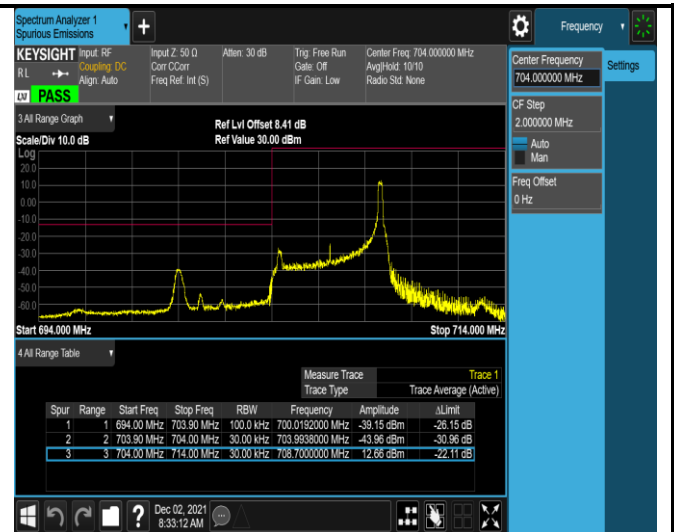 Spectrum Analyzer 1
Spurious Emissions
+
Frequency
KEYSIGHT Input: RF Input Z: 50 Ω Atten: 30 dB Trig: Free Run Center Freq: 704.000000 MHz
RL Coupling: DC Corr CCorr Gate: Off Avg|Hold: 10/10
Align: Auto Freq Ref: Int (S) IF Gain: Low Radio Std: None
LXI PASS
Center Frequency
704.000000 MHz
Settings
CF Step
2.000000 MHz
Auto
Man
Freq Offset
0 Hz
3 All Range Graph
Ref Lvl Offset 8.41 dB
Scale/Div 10.0 dB Ref Value 30.00 dBm
Log
20.0
10.0
0.00
-10.0
-20.0
-30.0
-40.0
-50.0
-60.0
Start 694.000 MHz Stop 714.000 MHz
4 All Range Table
Measure Trace Trace 1
Trace Type Trace Average (Active)
Spur Range Start Freq Stop Freq RBW Frequency Amplitude ΔLimit
1 1 694.00 MHz 703.90 MHz 100.0 kHz 700.0192000 MHz -39.15 dBm -26.15 dB
2 2 703.90 MHz 704.00 MHz 30.00 kHz 703.9938000 MHz -43.96 dBm -30.96 dB
3 3 704.00 MHz 714.00 MHz 30.00 kHz 708.7000000 MHz 12.66 dBm -22.11 dB
? Dec 02, 2021
8:33:12 AM